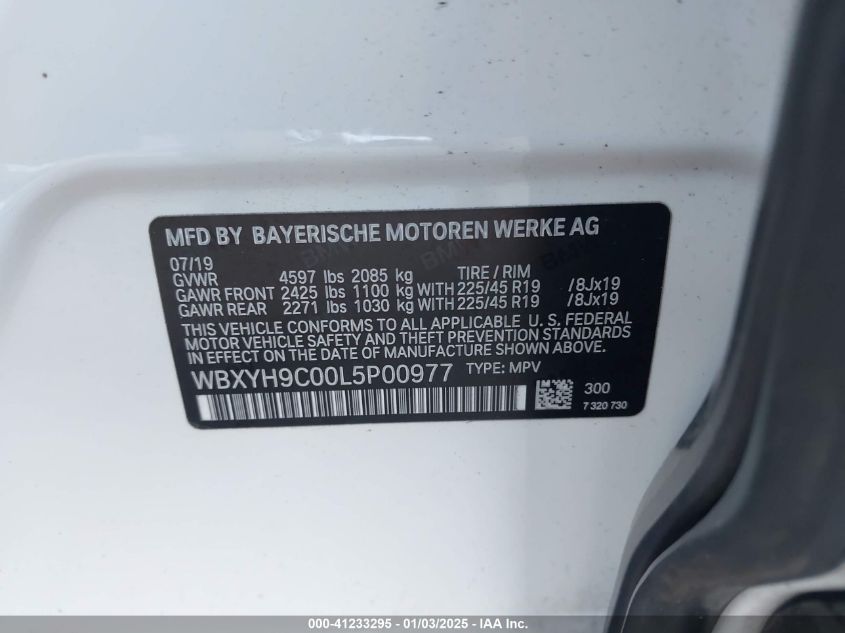 MFD BY BAYERISCHE MOTOREN WERKE AG
07/19
GVWR 4597 lbs 2085 kg TIRE / RIM
GAWR FRONT 2425 lbs 1100 kg WITH 225/45 R19 /8Jx19
GAWR REAR 2271 lbs 1030 kg WITH 225/45 R19 /8Jx19
THIS VEHICLE CONFORMS TO ALL APPLICABLE U. S. FEDERAL
MOTOR VEHICLE SAFETY AND THEFT PREVENTION STANDARDS
IN EFFECT ON THE DATE OF MANUFACTURE SHOWN ABOVE.
WBXYH9C00L5P00977 TYPE: MPV
300
7 320 730
000-41233295 - 01/03/2025 - IAA Inc.